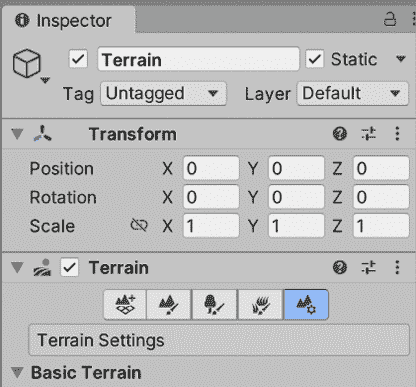 Inspector
Terrain Static
Tag Untagged Layer Default
Transform
Position X 0 Y 0 Z 0
Rotation X 0 Y 0 Z 0
Scale X 1 Y 1 Z 1
Terrain
Terrain Settings
Basic Terrain